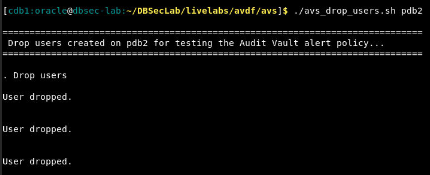 [cdb1:oracle@dbsec-lab:~/DBSecLab/livelabs/avdf/avs]$ ./avs_drop_users.sh pdb2
==============================================================================
Drop users created on pdb2 for testing the Audit Vault alert policy...
==============================================================================
. Drop users
User dropped.
User dropped.
User dropped.